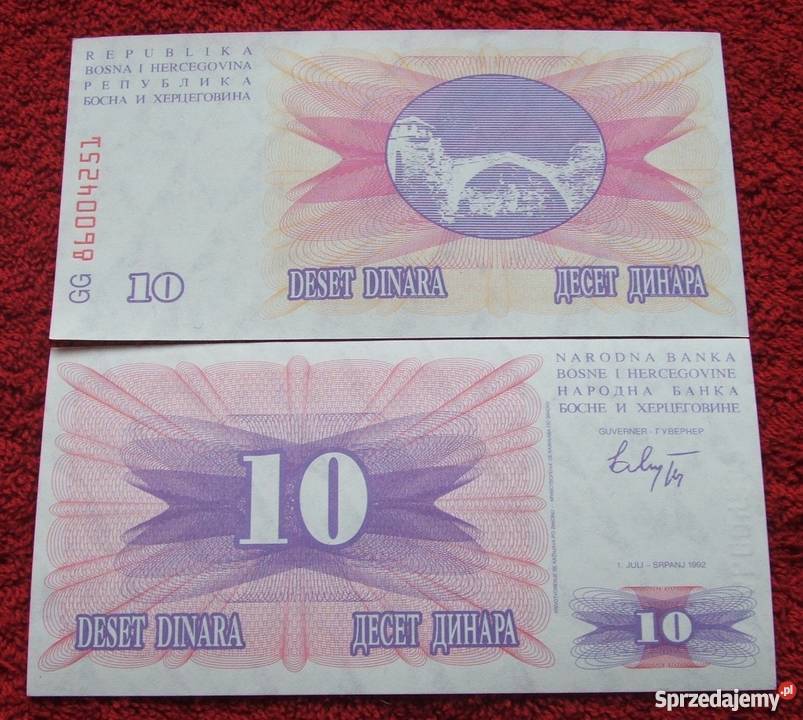 REPUBLIKA
BOSNA I HERCEGOVINA
РЕПУБЛИКА
БОСНА И ХЕРЦЕГОВИНА
GG 86004251
10
DESET DINARA
ДЕСЕТ ДИНАРА
NARODNA BANKA
BOSNE I HERCEGOVINE
НАРОДНА БАНКА
БОСНЕ И ХЕРЦЕГОВИНЕ
GUVERNER - ГУВЕРНЕР
10
1. JULI – SRPANJ 1992
DESET DINARA
ДЕСЕТ ДИНАРА
10
Sprzedajemy.pl